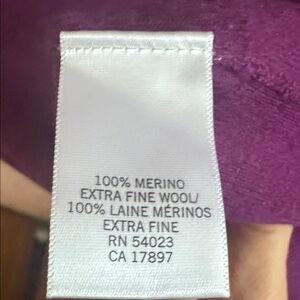 100% MERINO
EXTRA FINE WOOL/
100% LAINE MÉRINOS
EXTRA FINE
RN 54023
CA 17897